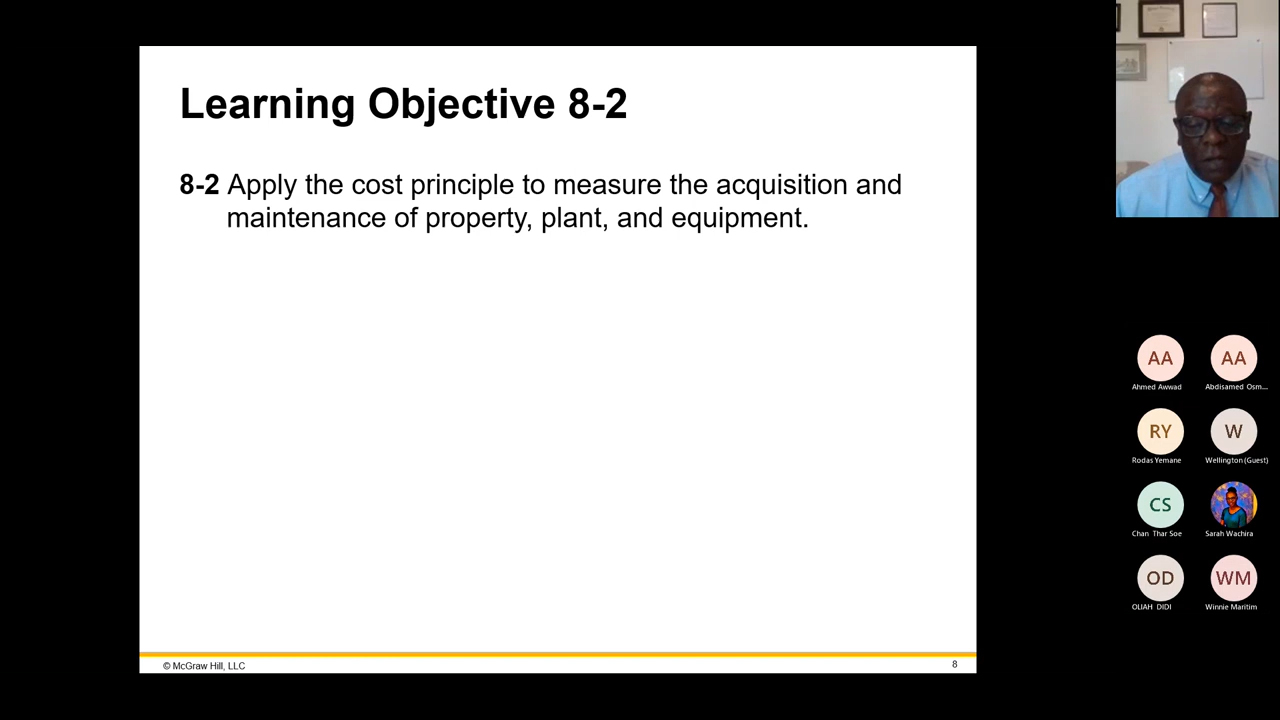 Learning Objective 8-2
8-2 Apply the cost principle to measure the acquisition and
maintenance of property, plant, and equipment.
© McGraw Hill, LLC
8
AA
AA
Ahmed Awwad
Abdisamed Osm...
RY
W
Rodas Yemane
Wellington (Guest)
CS
Chan Thar Soe
Sarah Wachira
OD
WM
OLIAH DIDI
Winnie Maritim